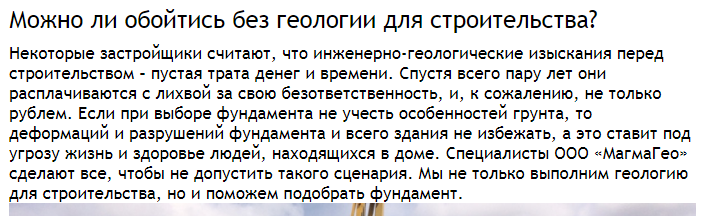 Можно ли обойтись без геологии для строительства?
Некоторые застройщики считают, что инженерно-геологические изыскания перед
строительством – пустая трата денег и времени. Спустя всего пару лет они
расплачиваются с лихвой за свою безответственность, и, к сожалению, не только
рублем. Если при выборе фундамента не учесть особенностей грунта, то
деформаций и разрушений фундамента и всего здания не избежать, а это ставит под
угрозу жизнь и здоровье людей, находящихся в доме. Специалисты ООО «МагмаГео»
сделают все, чтобы не допустить такого сценария. Мы не только выполним геологию
для строительства, но и поможем подобрать фундамент.